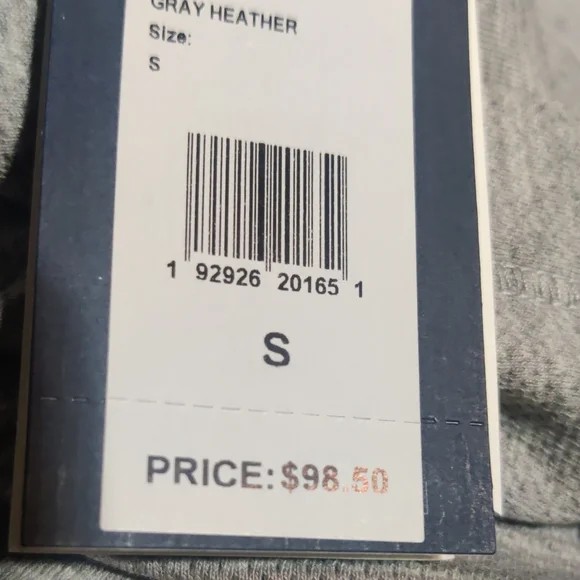 GRAY HEATHER
Size:
S
1 92926 20165 1
S
PRICE: $98.50